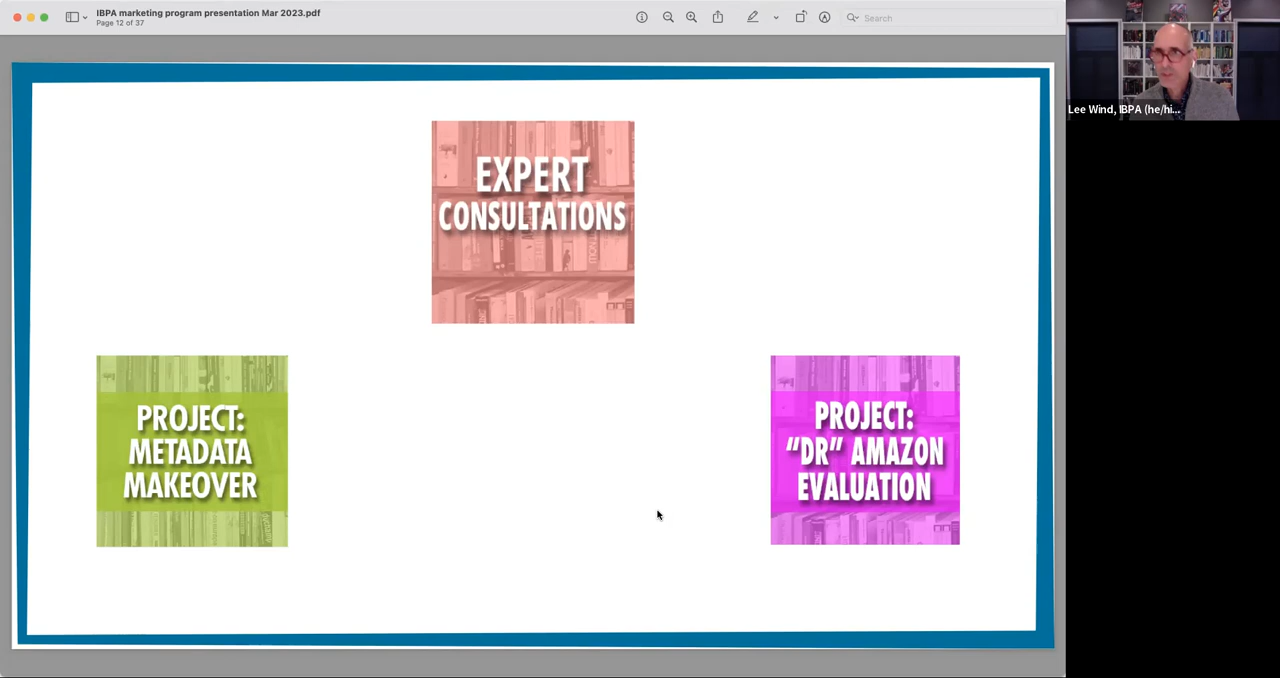 IBPA marketing program presentation Mar 2023.pdf
Page 12 of 37
Search
Lee Wind, IBPA (he/hi...
EXPERT
CONSULTATIONS
PROJECT:
METADATA
MAKEOVER
PROJECT:
“DR” AMAZON
EVALUATION